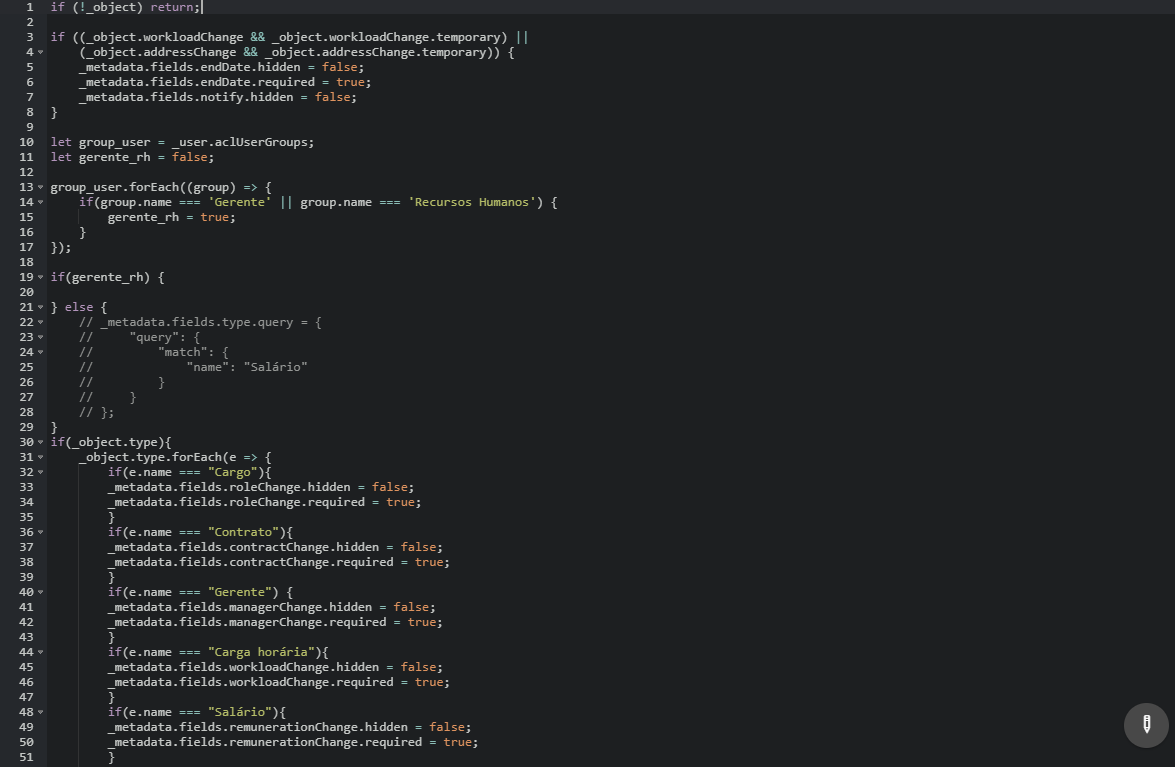 1 if (!_object) return;
2
3 if ((_object.workloadChange && _object.workloadChange.temporary) ||
4     (_object.addressChange && _object.addressChange.temporary)) {
5     _metadata.fields.endDate.hidden = false;
6     _metadata.fields.endDate.required = true;
7     _metadata.fields.notify.hidden = false;
8 }
9
10 let group_user = _user.aclUserGroups;
11 let gerente_rh = false;
12
13 group_user.forEach((group) => {
14     if(group.name === 'Gerente' || group.name === 'Recursos Humanos') {
15         gerente_rh = true;
16     }
17 });
18
19 if(gerente_rh) {
20
21 } else {
22     // _metadata.fields.type.query = {
23     //     "query": {
24     //         "match": {
25     //             "name": "Salário"
26     //         }
27     //     }
28     // };
29 }
30 if(_object.type){
31     _object.type.forEach(e => {
32         if(e.name === "Cargo"){
33         _metadata.fields.roleChange.hidden = false;
34         _metadata.fields.roleChange.required = true;
35         }
36         if(e.name === "Contrato"){
37         _metadata.fields.contractChange.hidden = false;
38         _metadata.fields.contractChange.required = true;
39         }
40         if(e.name === "Gerente") {
41         _metadata.fields.managerChange.hidden = false;
42         _metadata.fields.managerChange.required = true;
43         }
44         if(e.name === "Carga horária"){
45         _metadata.fields.workloadChange.hidden = false;
46         _metadata.fields.workloadChange.required = true;
47         }
48         if(e.name === "Salário"){
49         _metadata.fields.remunerationChange.hidden = false;
50         _metadata.fields.remunerationChange.required = true;
51         }